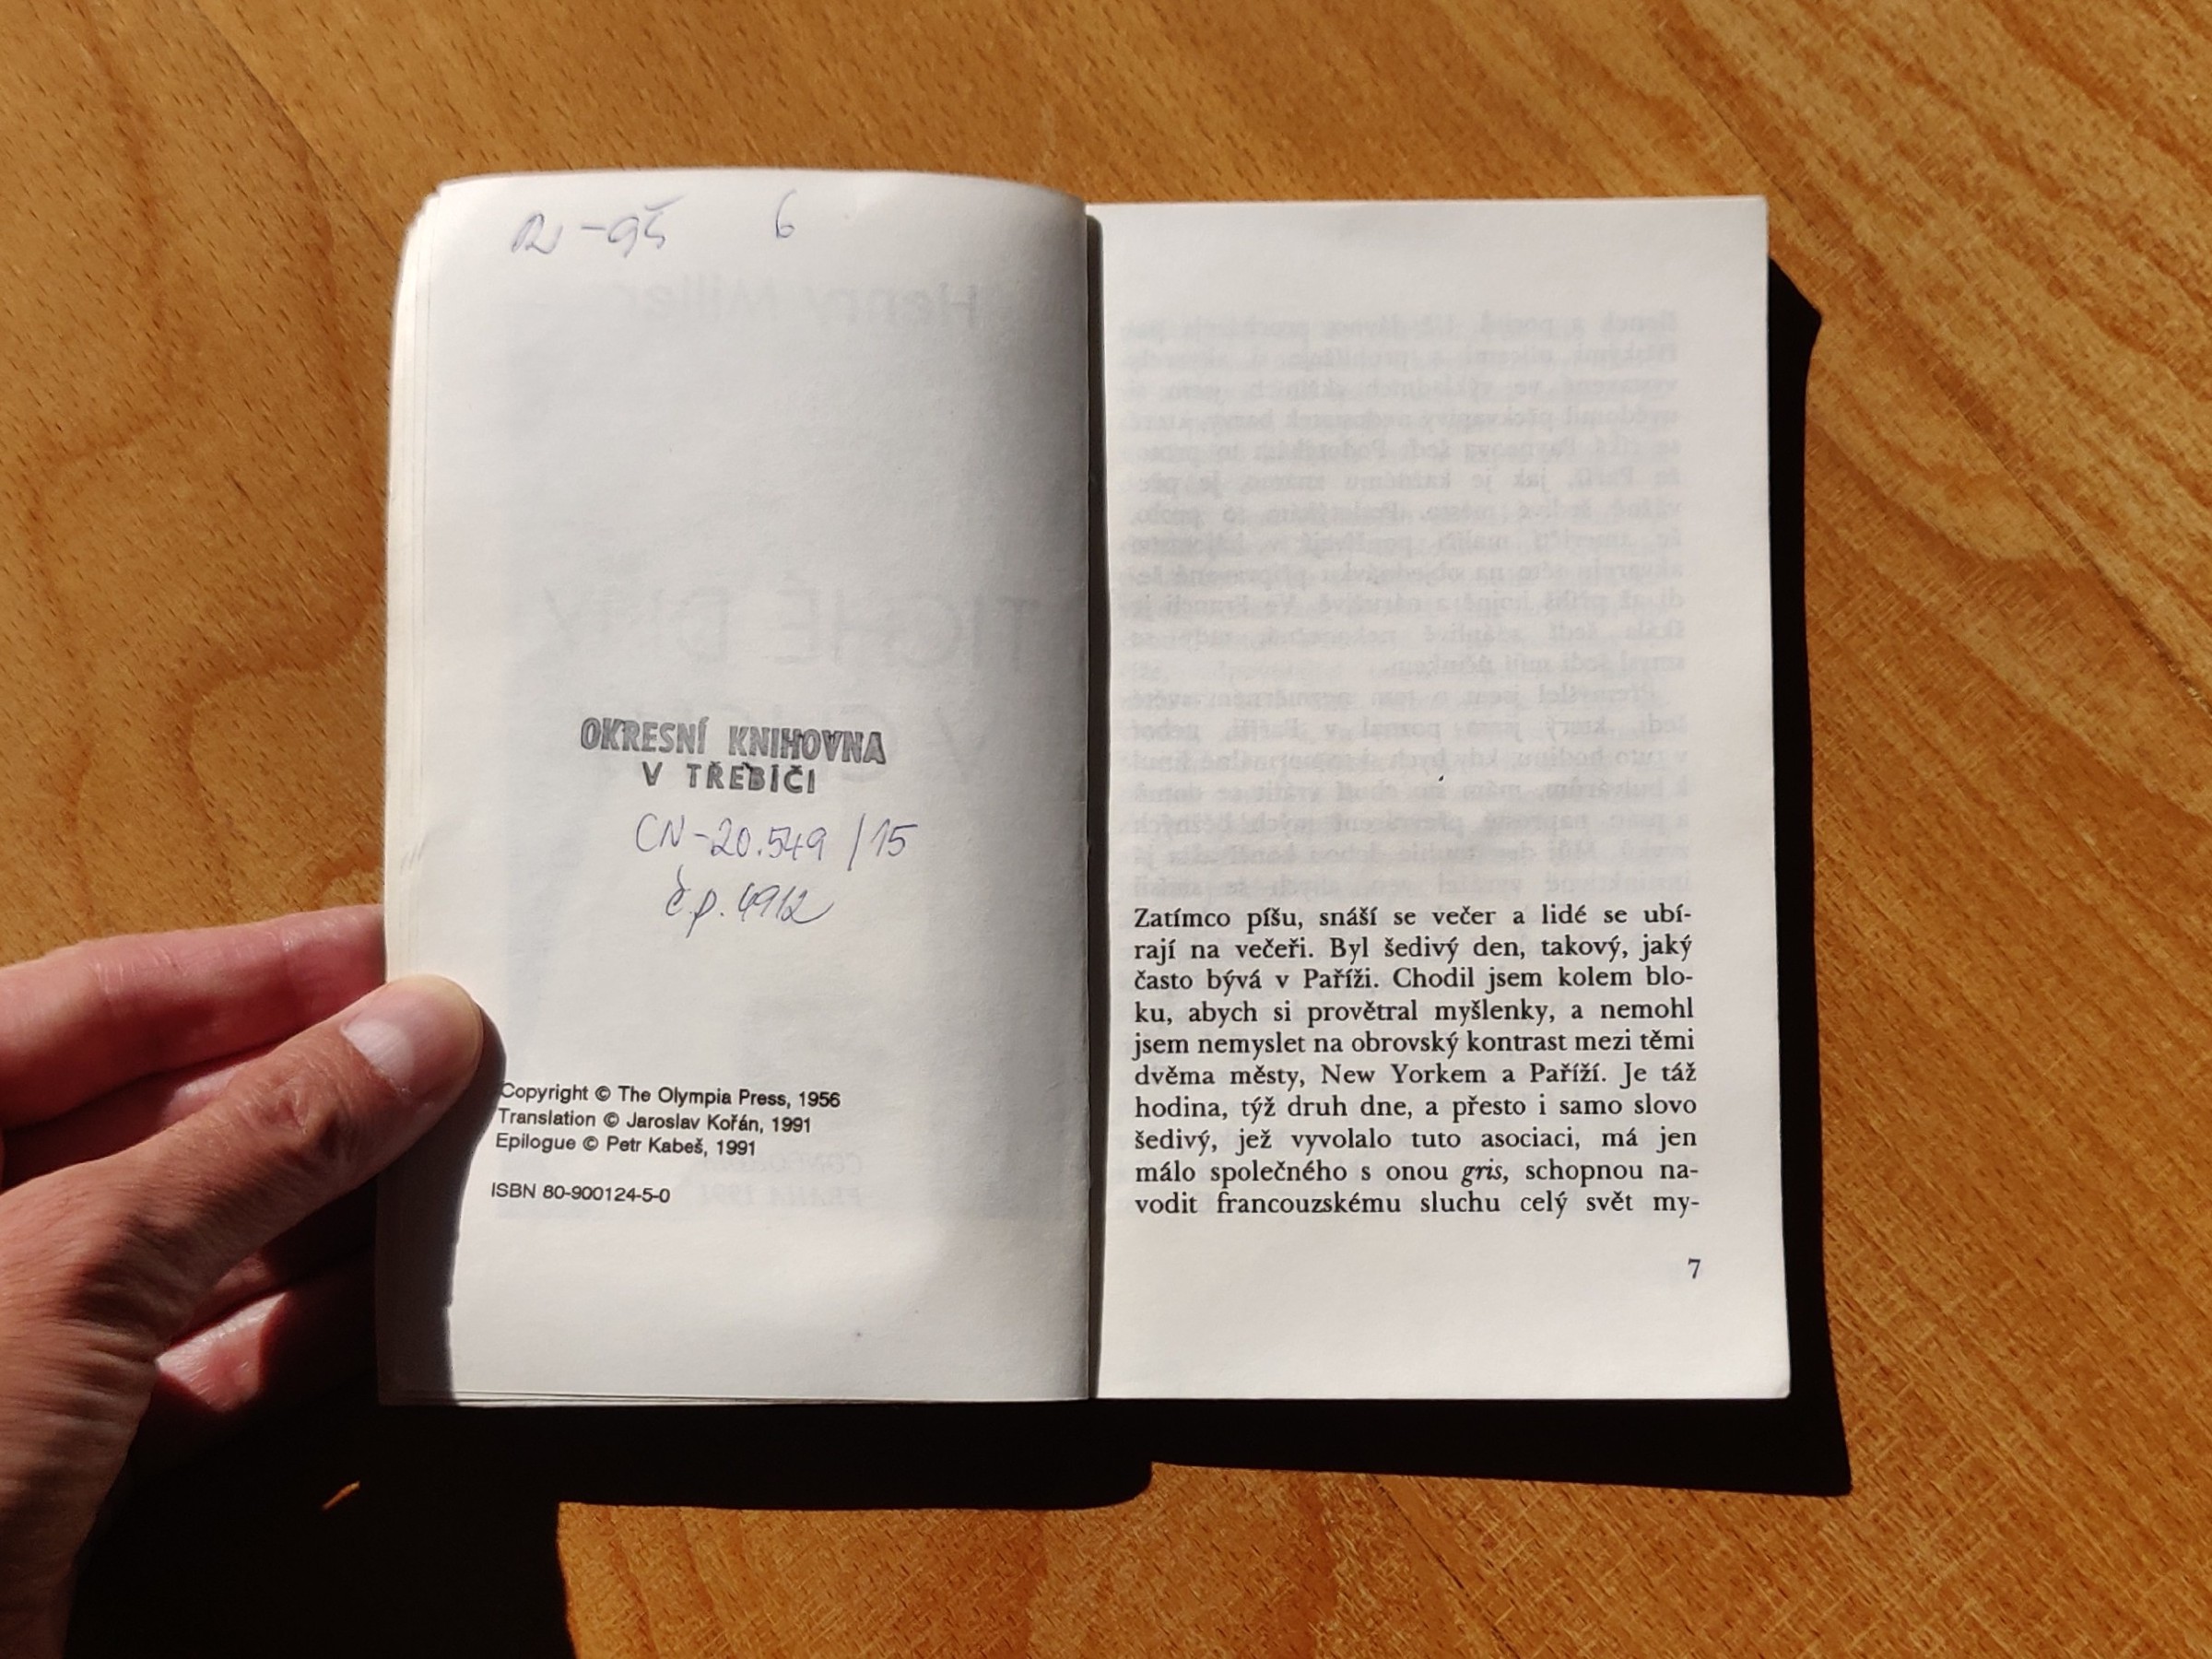 6
OKRESNÍ KNIHOVNA
V TŘEBÍČI
CN-20.549/15
č.p. 4912
Copyright © The Olympia Press, 1956
Translation © Jaroslav Kořán, 1991
Epilogue © Petr Kabeš, 1991
ISBN 80-900124-5-0
Zatímco píšu, snáší se večer a lidé se ubí-
rají na večeři. Byl šedivý den, takový, jaký
často bývá v Paříži. Chodil jsem kolem blo-
ku, abych si provětral myšlenky, a nemohl
jsem nemyslet na obrovský kontrast mezi těmi
dvěma městy, New Yorkem a Paříží. Je táž
hodina, týž druh dne, a přesto i samo slovo
šedivý, jež vyvolalo tuto asociaci, má jen
málo společného s onou gris, schopnou na-
vodit francouzskému sluchu celý svět my-
7